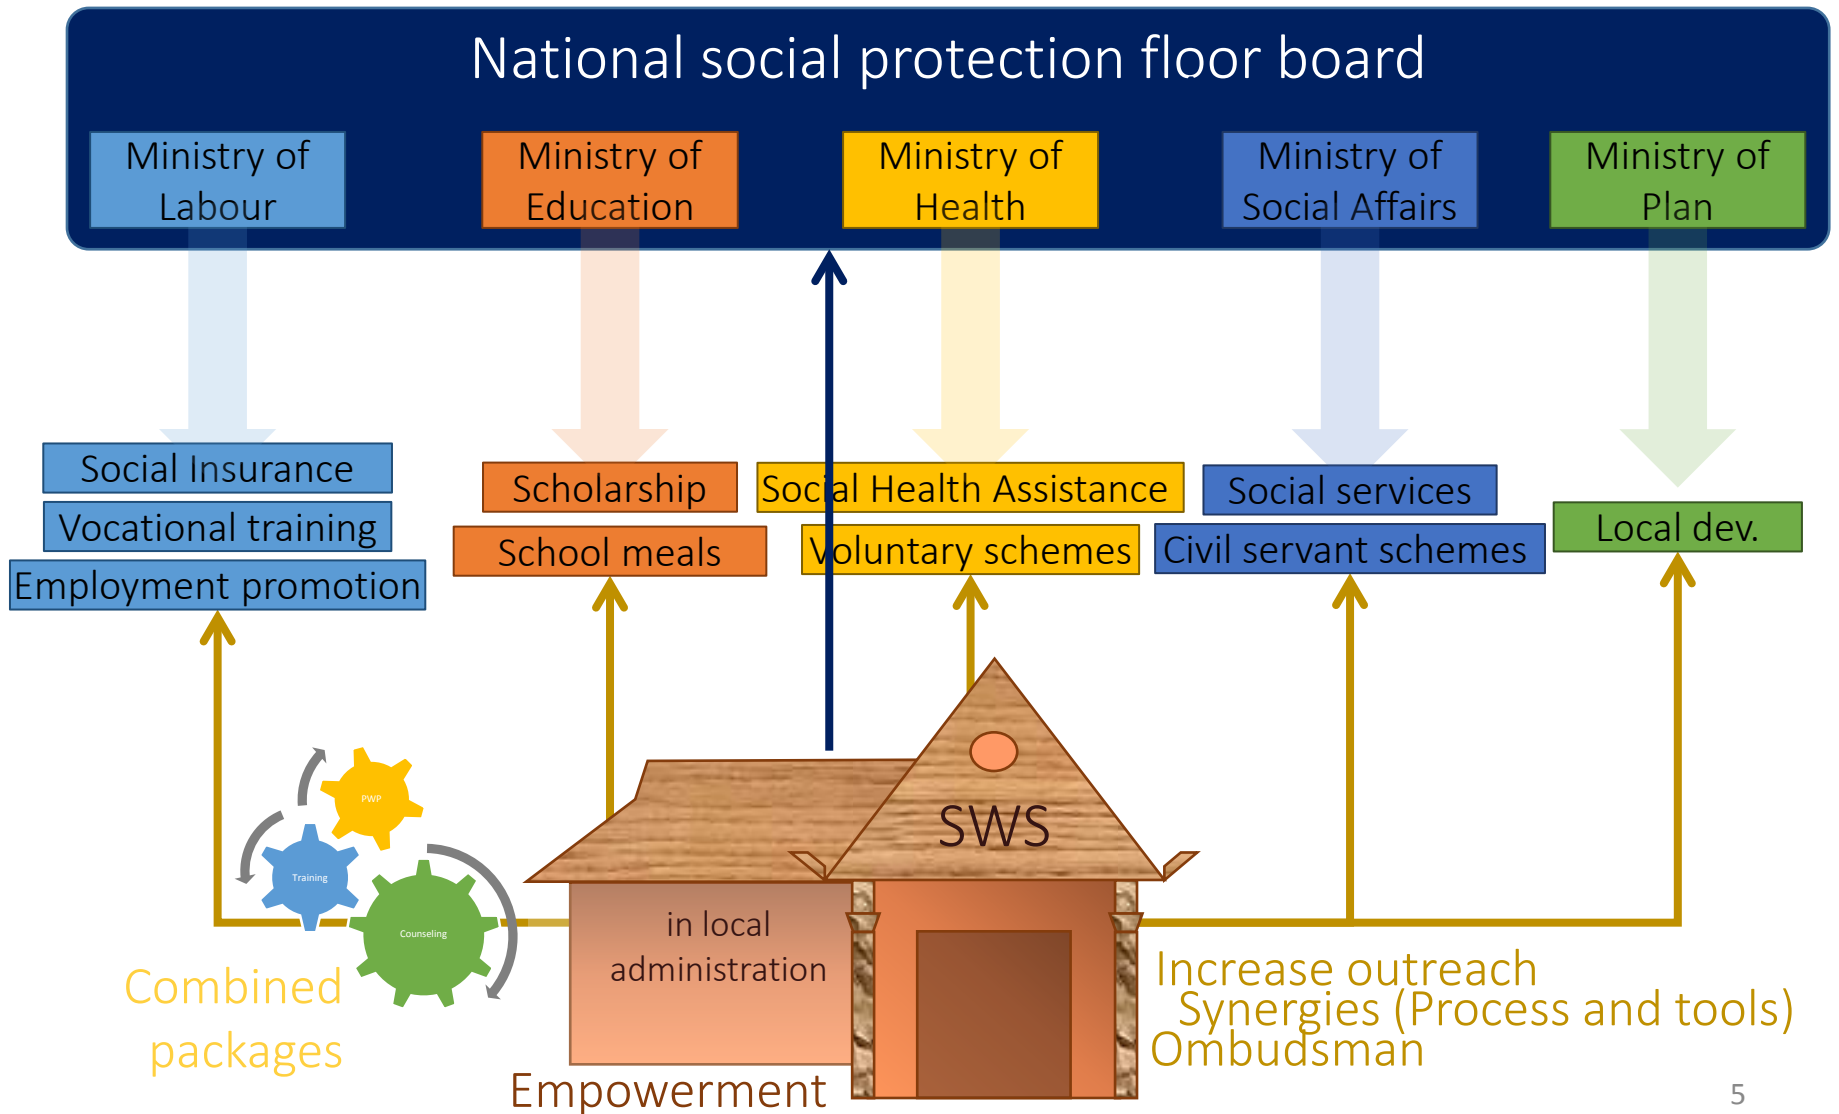 National social protection floor board
Ministry of
Labour
Ministry of
Education
Ministry of
Health
Ministry of
Social Affairs
Ministry of
Plan
Social Insurance
Vocational training
Employment promotion
Scholarship
School meals
Social Health Assistance
Voluntary schemes
Social services
Civil servant schemes
Local dev.
PWP
Training
Counseling
Combined
packages
SWS
in local
administration
Empowerment
Increase outreach
Synergies (Process and tools)
Ombudsman
5